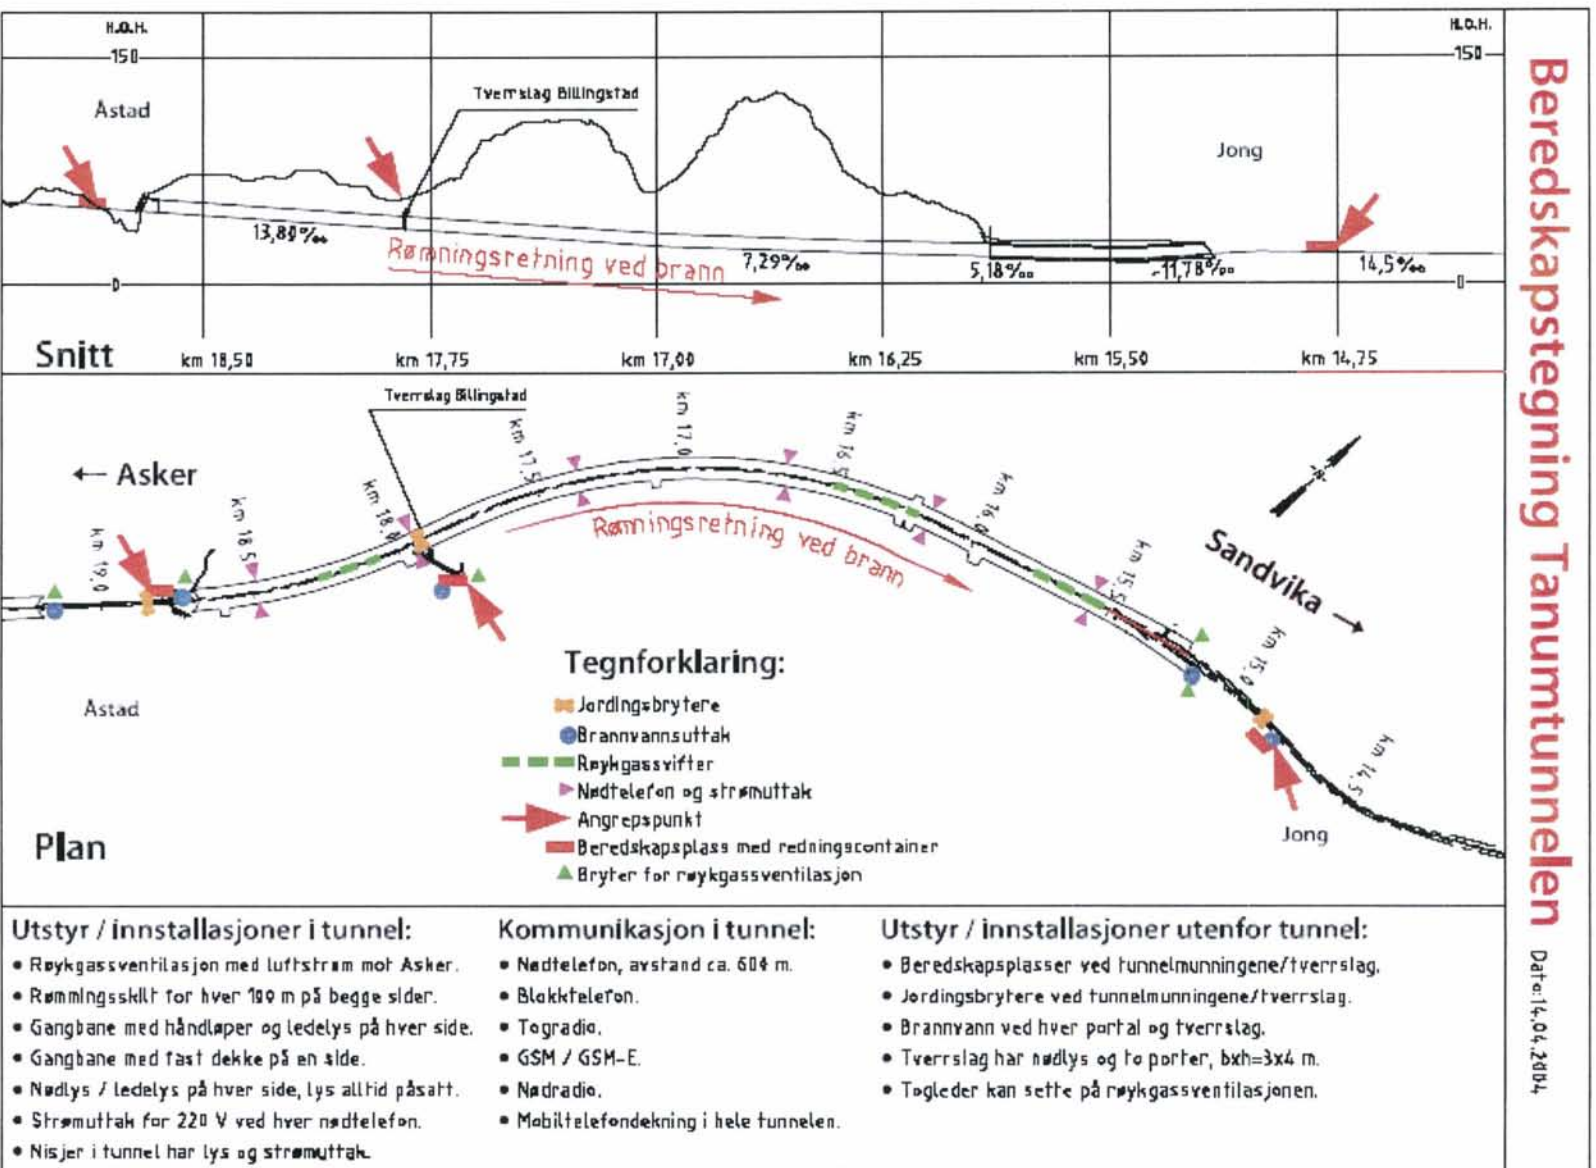 H.O.H.
H.O.H.
150
150
Åstad
Tverrslag Billingstad
Jong
13,80‰
Rømningsretning ved brann
7,29‰
5,18‰
-11,78‰
14,5‰
0
0
Snitt
km 18,50
km 17,75
km 17,00
km 16,25
km 15,50
km 14,75
Tverrslag Billingstad
← Asker
km 19,0
km 18,5
km 18,0
km 17,5
km 17,0
km 16,5
km 16,0
km 15,5
km 15,0
km 14,5
Rømningsretning ved brann
Sandvika →
Åstad
Jong
Tegnforklaring:
Jordingsbrytere
Brannvannsuttak
Røykgassvifter
Nødtelefon og strømuttak
Angrepspunkt
Beredskapsplass med redningscontainer
Bryter for røykgassventilasjon
Plan
Utstyr / innstallasjoner i tunnel:
• Røykgassventilasjon med luftstrøm mot Asker.
• Rømmingsskilt for hver 100 m på begge sider.
• Gangbane med håndløper og ledelys på hver side.
• Gangbane med fast dekke på en side.
• Nødlys / ledelys på hver side, lys alltid påsatt.
• Strømuttak for 220 V ved hver nødtelefon.
• Nisjer i tunnel har lys og strømuttak.
Kommunikasjon i tunnel:
• Nødtelefon, avstand ca. 600 m.
• Blokktelefon.
• Togradio.
• GSM / GSM-E.
• Nødradio.
• Mobiltelefondekning i hele tunnelen.
Utstyr / innstallasjoner utenfor tunnel:
• Beredskapsplasser ved tunnelmunningene/tverrslag.
• Jordingsbrytere ved tunnelmunningene/tverrslag.
• Brannvann ved hver portal og tverrslag.
• Tverrslag har nødlys og to porter, bxh=3x4 m.
• Togleder kan sette på røykgassventilasjonen.
Beredskapstegning Tanumtunnelen
Dato:14.04.2004